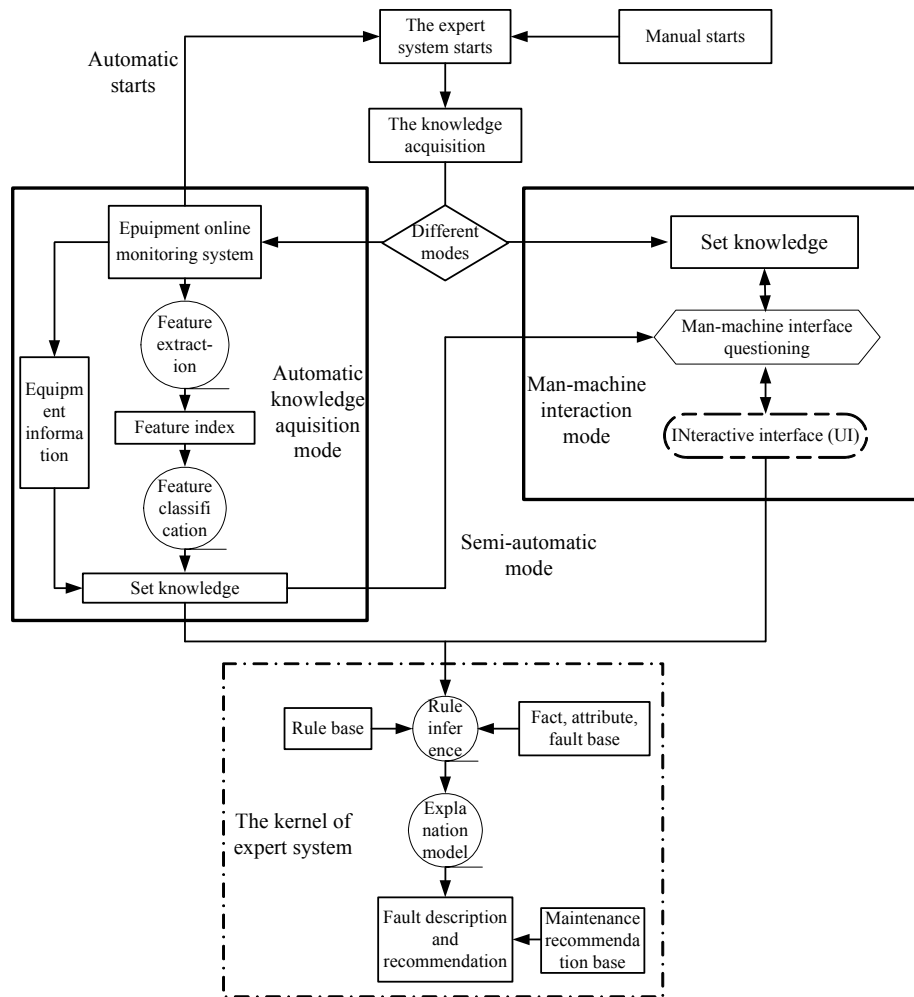 The expert
system starts
Manual starts
Automatic
starts
The knowledge
acquisition
Different
modes
Epuipment online
monitoring system
Set knowledge
Feature
extract-
ion
Man-machine interface
questioning
Equipm
ent
informa
tion
Automatic
knowledge
aquisition
mode
Feature index
Man-machine
interaction
mode
INteractive interface (UI)
Feature
classifi
cation
Semi-automatic
mode
Set knowledge
Rule base
Rule
infer
ence
Fact, attribute,
fault base
The kernel of
expert system
Expla
nation
model
Fault description
and
recommendation
Maintenance
recommenda
tion base